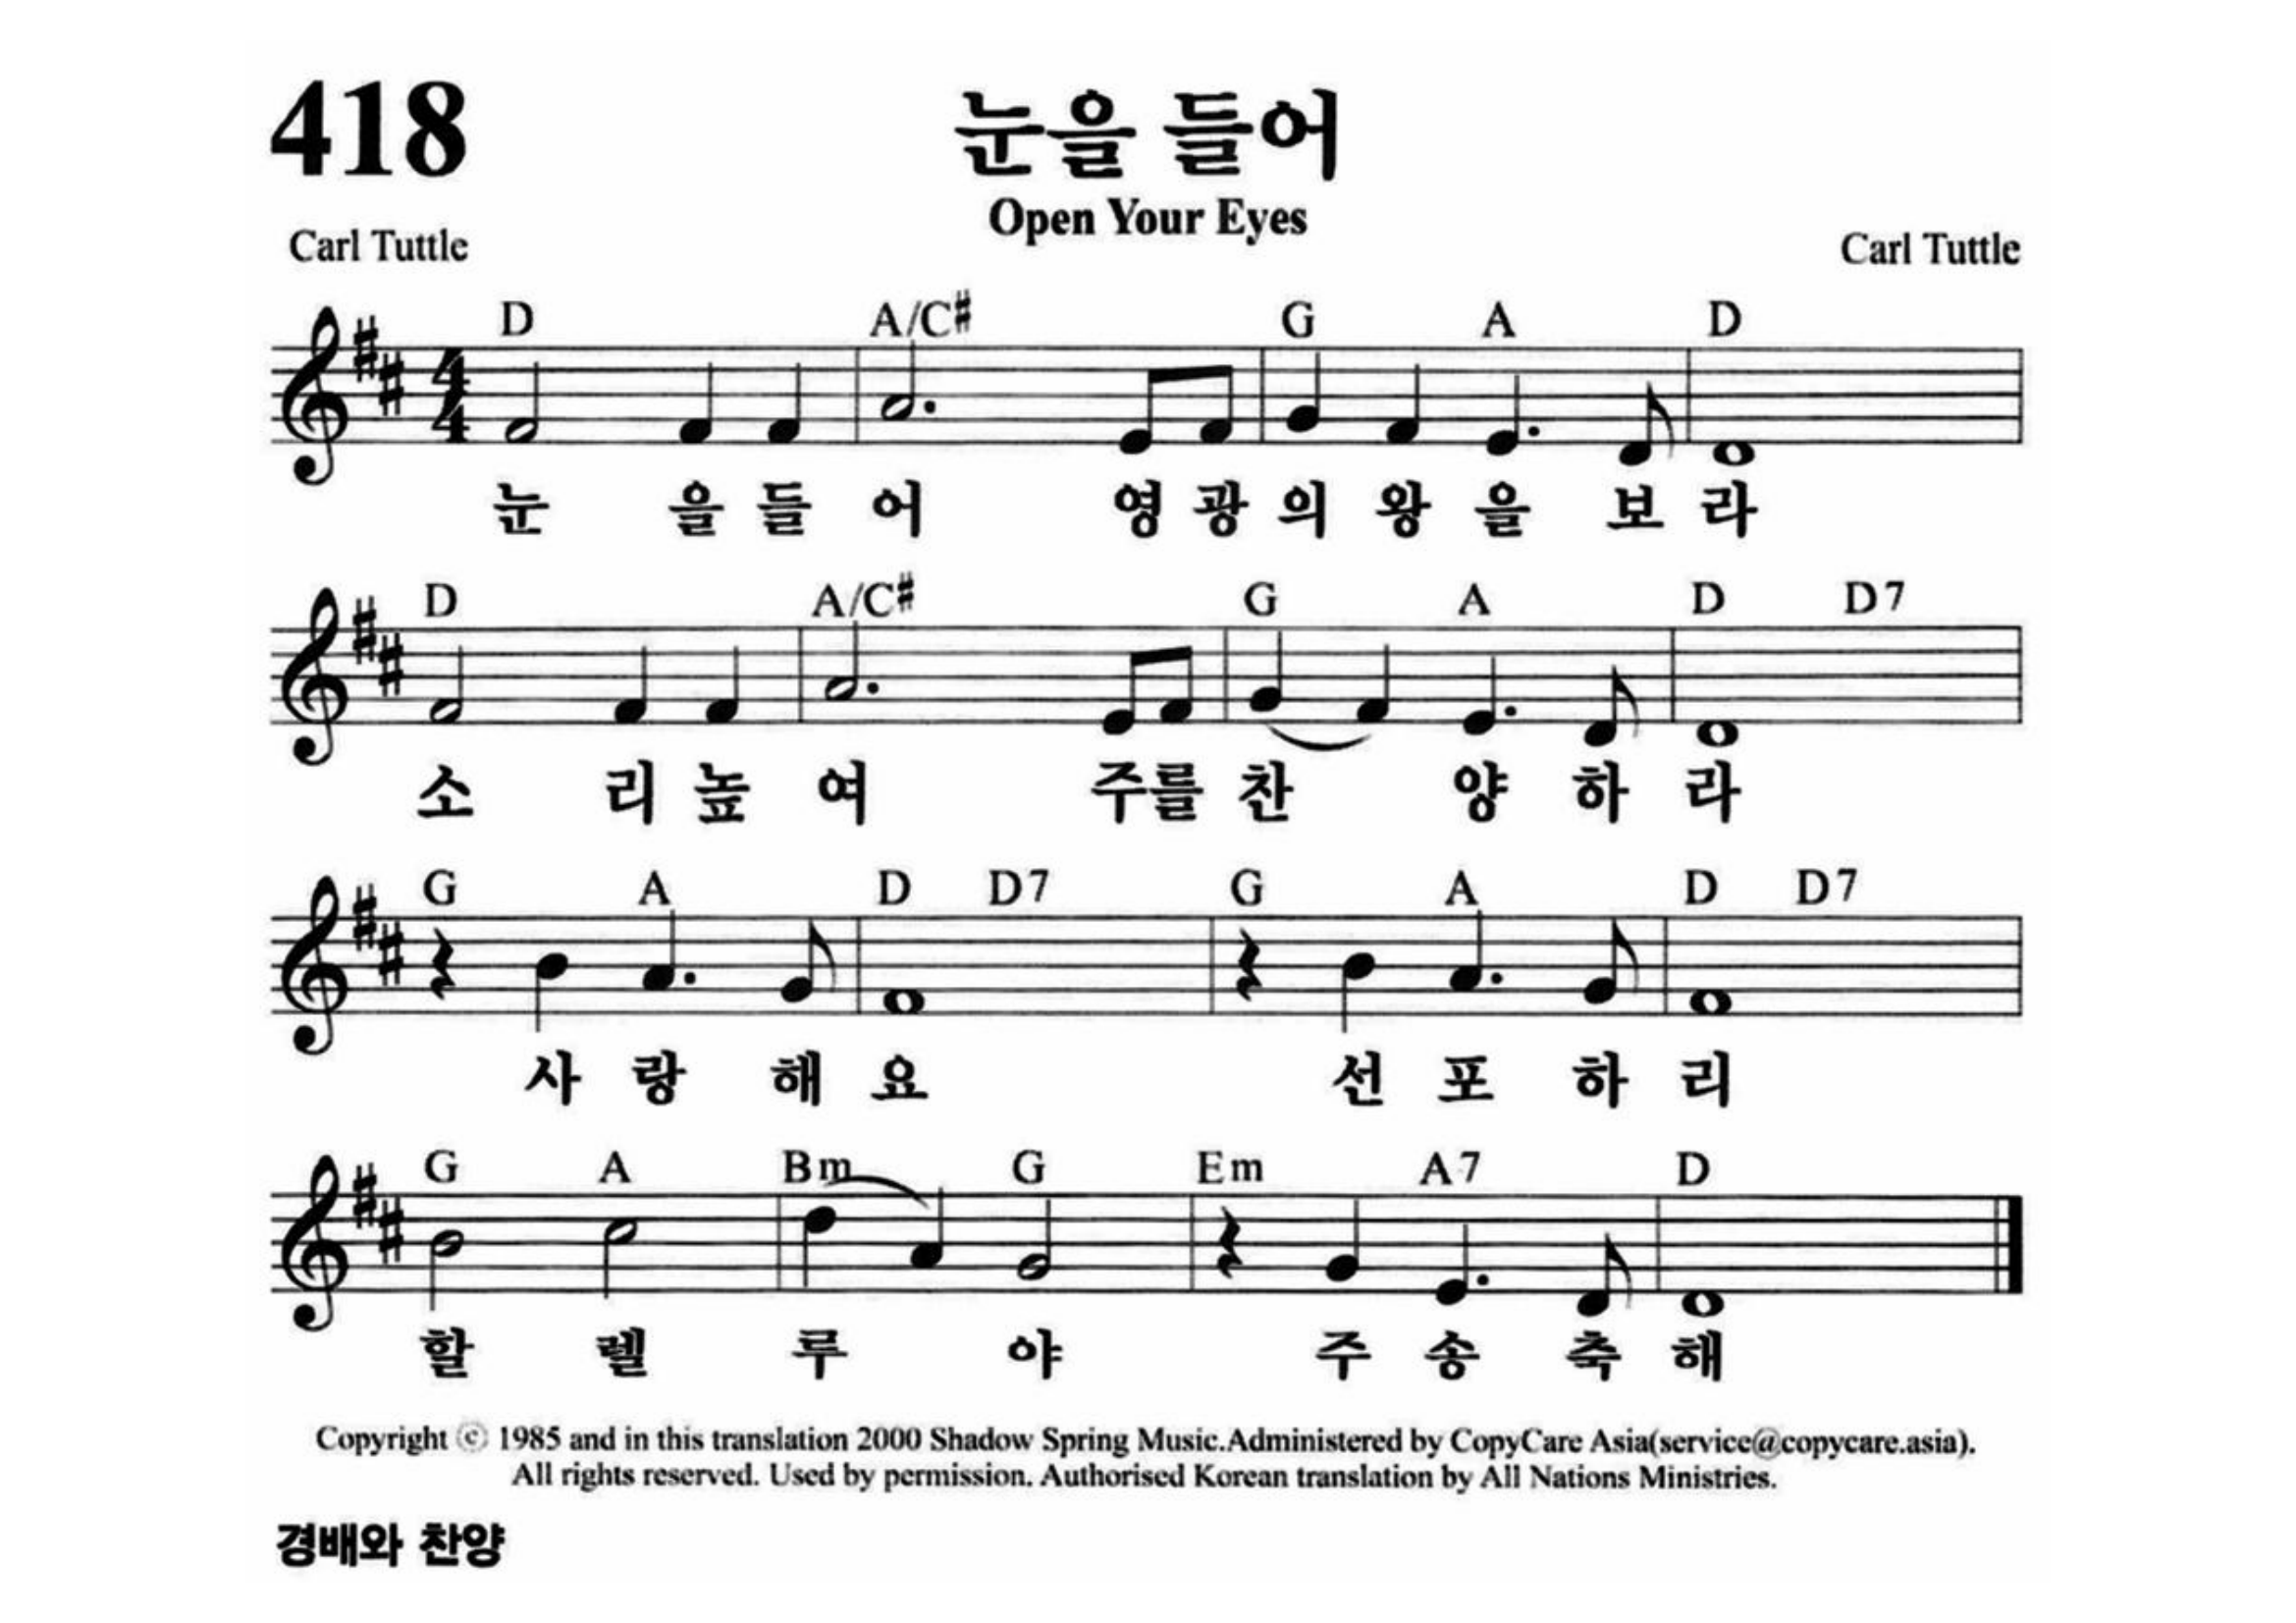 418
눈을 들어
Open Your Eyes
Carl Tuttle
Carl Tuttle
D A/C# G A D
4/4
눈 을 들 어 영 광 의 왕 을 보 라
D A/C# G A D D7
소 리 높 여 주를 찬 양 하 라
G A D D7 G A D D7
사 랑 해 요 선 포 하 리
G A Bm G Em A7 D
할 렐 루 야 주 송 축 해
Copyright ⓒ 1985 and in this translation 2000 Shadow Spring Music.Administered by CopyCare Asia(service@copycare.asia).
All rights reserved. Used by permission. Authorised Korean translation by All Nations Ministries.
경배와 찬양